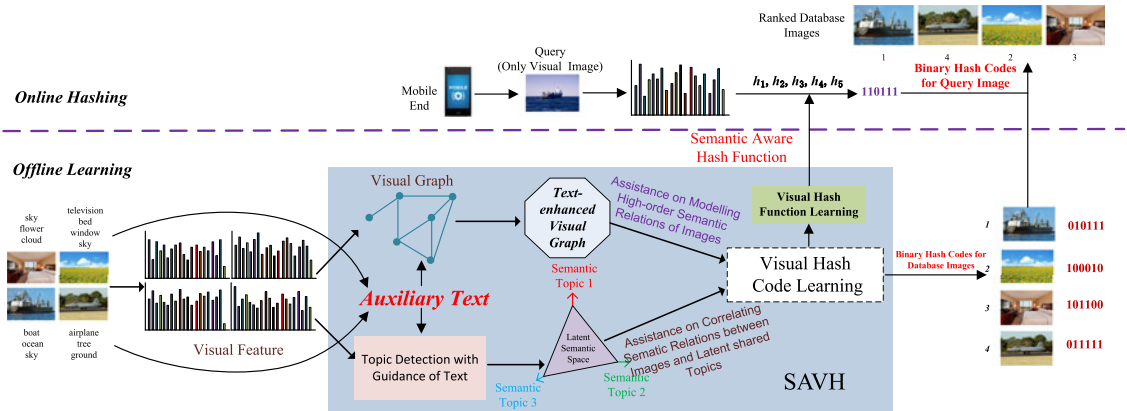 Ranked Database
Images
1
4
2
3
Query
(Only Visual Image)
Mobile
End
MOBILE
h1, h2, h3, h4, h5
110111
Binary Hash Codes
for Query Image
Online Hashing
Offline Learning
Semantic Aware
Hash Function
sky
flower
cloud
television
bed
window
sky
boat
ocean
sky
airplane
tree
ground
Visual Feature
Visual Graph
Auxiliary Text
Topic Detection with
Guidance of Text
Text-
enhanced
Visual
Graph
Semantic
Topic 1
Latent
Semantic
Space
Semantic
Topic 3
Semantic
Topic 2
Assistance on Modelling
High-order Semantic
Relations of Images
Assistance on Correlating
Sematic Relations between
Images and Latent shared
Topics
Visual Hash
Function Learning
Visual Hash
Code Learning
SAVH
Binary Hash Codes for
Database Images
1
010111
2
100010
3
101100
4
011111